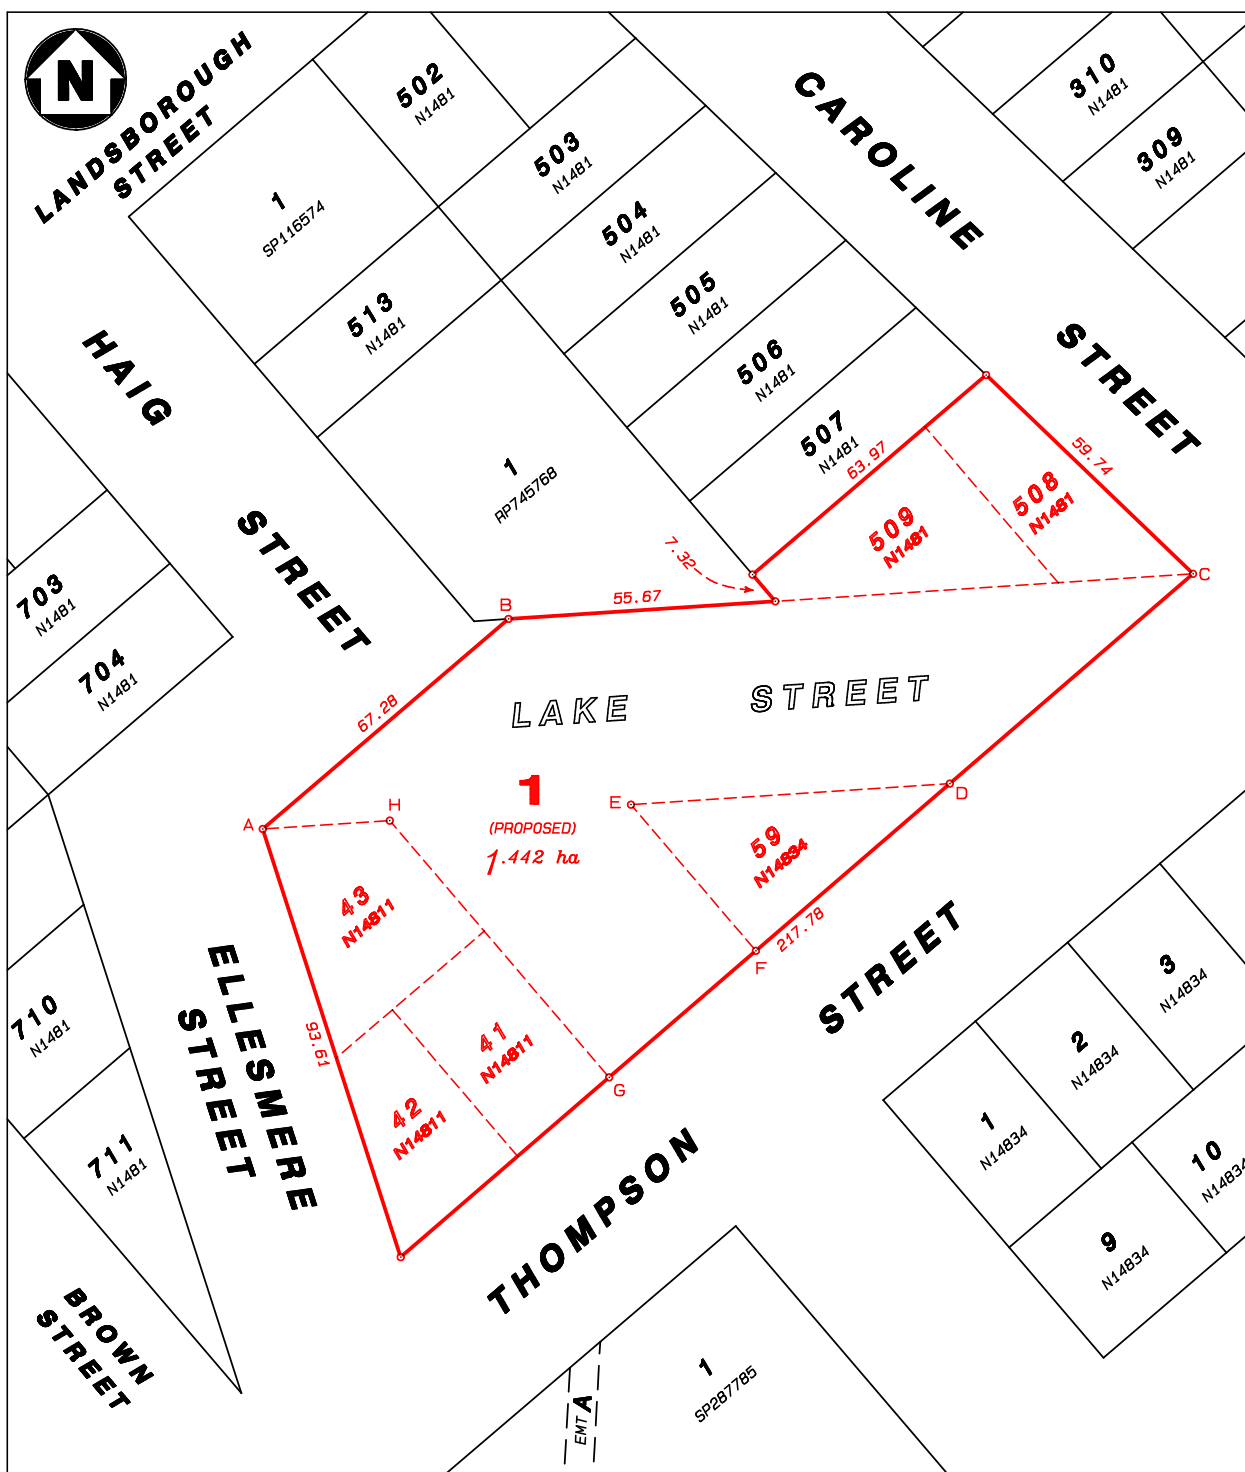 N
LANDSBOROUGH
STREET
502
N1481
CAROLINE
STREET
310
N1481
309
N1481
503
N1481
1
SP116574
504
N1481
505
N1481
513
N1481
506
N1481
HAIG
STREET
507
N1481
63.97
59.74
1
RP745768
508
N1481
509
N1481
7.32
C
703
N1481
B
55.67
704
N1481
67.28
LAKE STREET
1
(PROPOSED)
1.442 ha
A
H
E
D
59
N14834
217.78
F
43
N14811
ELLESMERE
STREET
93.61
41
N14811
G
42
N14811
THOMPSON STREET
710
N1481
711
N1481
3
N14834
2
N14834
1
N14834
10
N14834
9
N14834
BROWN
STREET
EMT A
1
SP287785